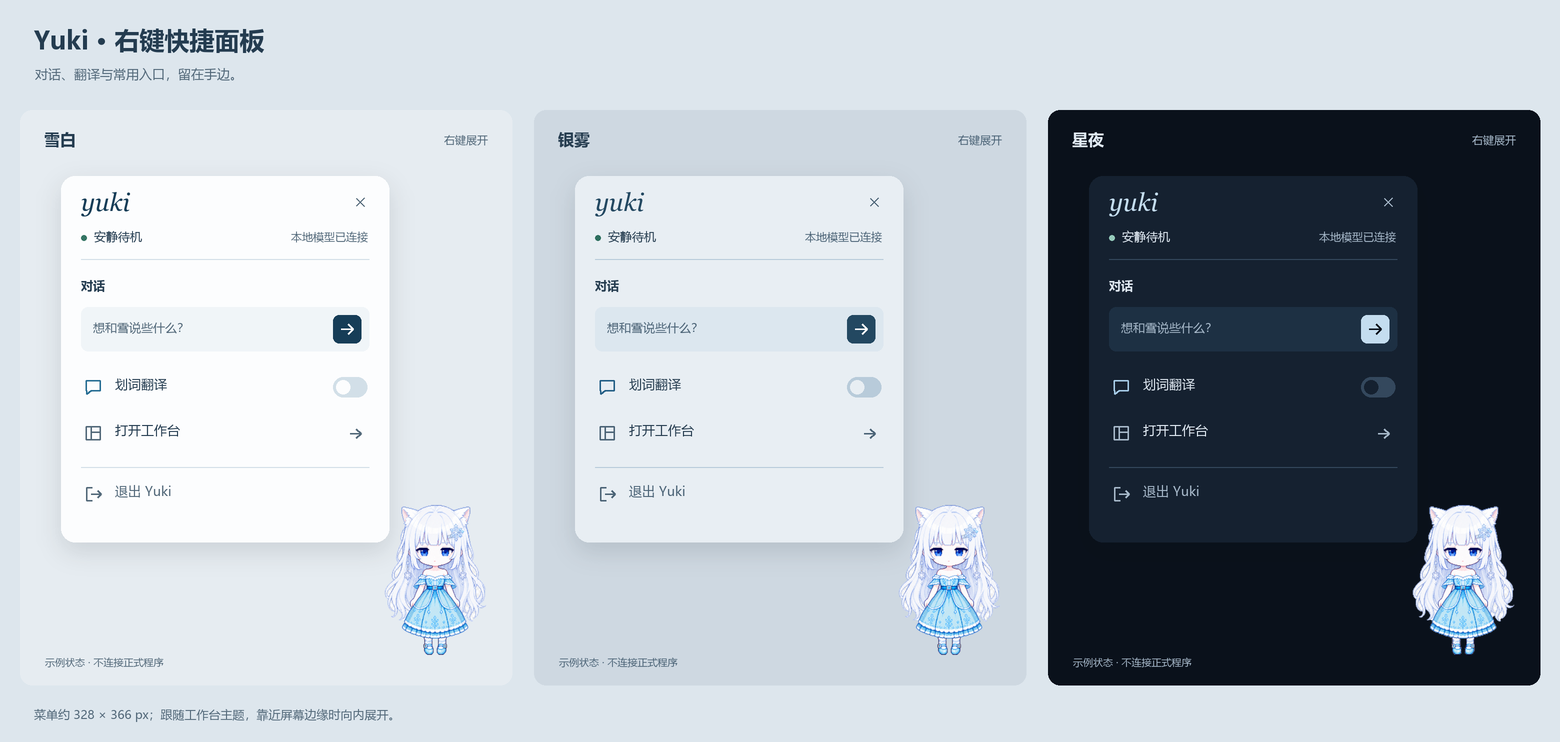 Yuki • 右键快捷面板
对话、翻译与常用入口，留在手边。
雪白
右键展开
yuki
安静待机
本地模型已连接
对话
想和雪说些什么？
划词翻译
打开工作台
退出 Yuki
示例状态 · 不连接正式程序
银雾
右键展开
yuki
安静待机
本地模型已连接
对话
想和雪说些什么？
划词翻译
打开工作台
退出 Yuki
示例状态 · 不连接正式程序
星夜
右键展开
yuki
安静待机
本地模型已连接
对话
想和雪说些什么？
划词翻译
打开工作台
退出 Yuki
示例状态 · 不连接正式程序
菜单约 328 × 366 px；跟随工作台主题，靠近屏幕边缘时向内展开。